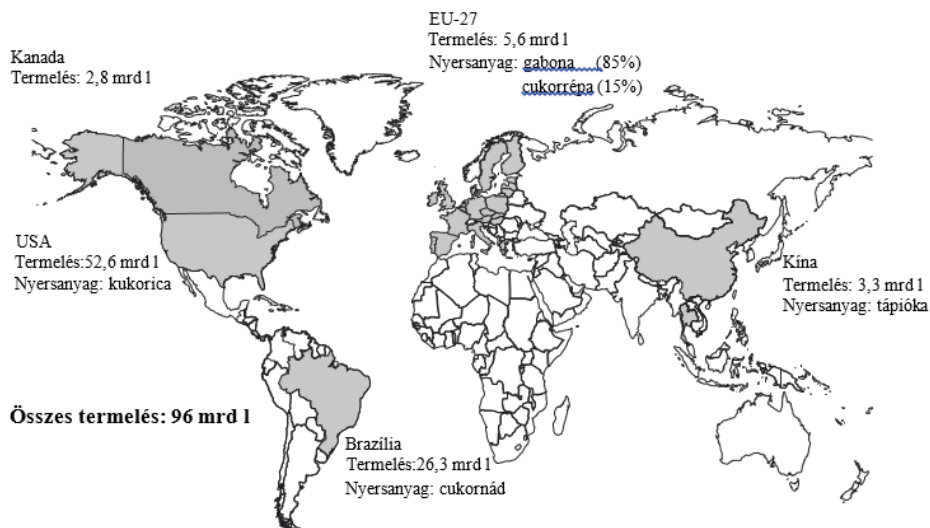 EU-27
Termelés: 5,6 mrd l
Nyersanyag: gabona (85%)
cukorrépa (15%)
Kanada
Termelés: 2,8 mrd l
USA
Termelés:52,6 mrd l
Nyersanyag: kukorica
Kína
Termelés: 3,3 mrd l
Nyersanyag: tápióka
Összes termelés: 96 mrd l
Brazília
Termelés:26,3 mrd l
Nyersanyag: cukornád